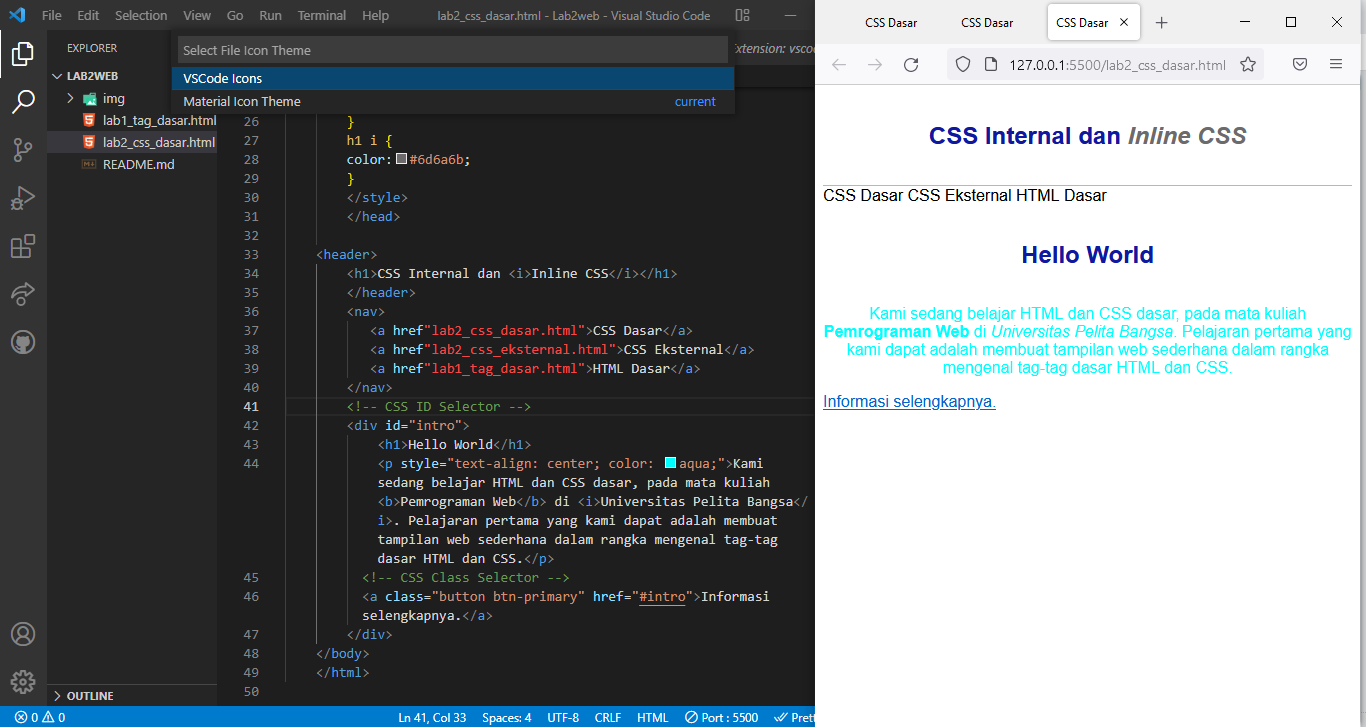 File Edit Selection View Go Run Terminal Help lab2_css_dasar.html - Lab2web - Visual Studio Code
EXPLORER
LAB2WEB
img
lab1_tag_dasar.html
lab2_css_dasar.html
README.md
OUTLINE
Select File Icon Theme
VSCode Icons
Material Icon Theme current
Extension: vscod
26 }
27 h1 i {
28 color: #6d6a6b;
29 }
30 </style>
31 </head>
32
33 <header>
34 <h1>CSS Internal dan <i>Inline CSS</i></h1>
35 </header>
36 <nav>
37 <a href"lab2_css_dasar.html">CSS Dasar</a>
38 <a href"lab2_css_eksternal.html">CSS Eksternal</a>
39 <a href"lab1_tag_dasar.html">HTML Dasar</a>
40 </nav>
41 <!-- CSS ID Selector -->
42 <div id="intro">
43 <h1>Hello World</h1>
44 <p style="text-align: center; color: aqua;">Kami
sedang belajar HTML dan CSS dasar, pada mata kuliah
<b>Pemrograman Web</b> di <i>Universitas Pelita Bangsa</
i>. Pelajaran pertama yang kami dapat adalah membuat
tampilan web sederhana dalam rangka mengenal tag-tag
dasar HTML dan CSS.</p>
45 <!-- CSS Class Selector -->
46 <a class="button btn-primary" href="#intro">Informasi
selengkapnya.</a>
47 </div>
48 </body>
49 </html>
50
0 0 Ln 41, Col 33 Spaces: 4 UTF-8 CRLF HTML Port : 5500 Prett
CSS Dasar CSS Dasar CSS Dasar
127.0.0.1:5500/lab2_css_dasar.html
CSS Internal dan Inline CSS
CSS Dasar CSS Eksternal HTML Dasar
Hello World
Kami sedang belajar HTML dan CSS dasar, pada mata kuliah
Pemrograman Web di Universitas Pelita Bangsa. Pelajaran pertama yang
kami dapat adalah membuat tampilan web sederhana dalam rangka
mengenal tag-tag dasar HTML dan CSS.
Informasi selengkapnya.